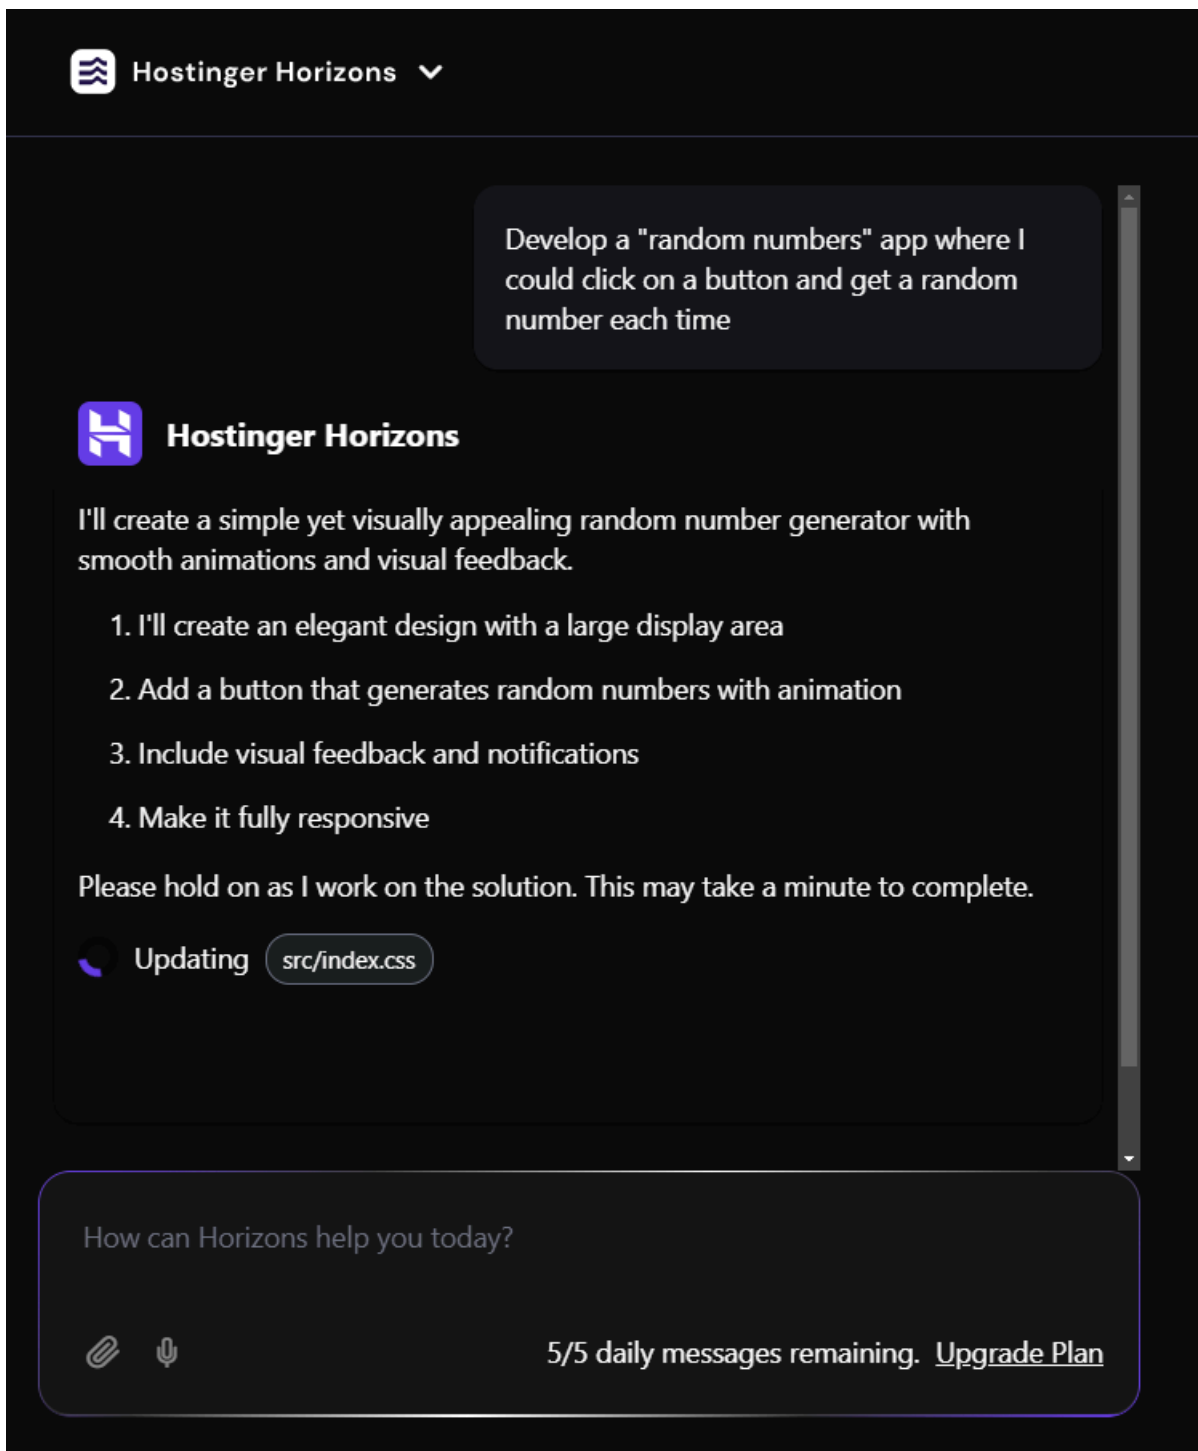 Hostinger Horizons
Develop a "random numbers" app where I
could click on a button and get a random
number each time
Hostinger Horizons
I'll create a simple yet visually appealing random number generator with
smooth animations and visual feedback.
1. I'll create an elegant design with a large display area
2. Add a button that generates random numbers with animation
3. Include visual feedback and notifications
4. Make it fully responsive
Please hold on as I work on the solution. This may take a minute to complete.
Updating src/index.css
How can Horizons help you today?
5/5 daily messages remaining. Upgrade Plan